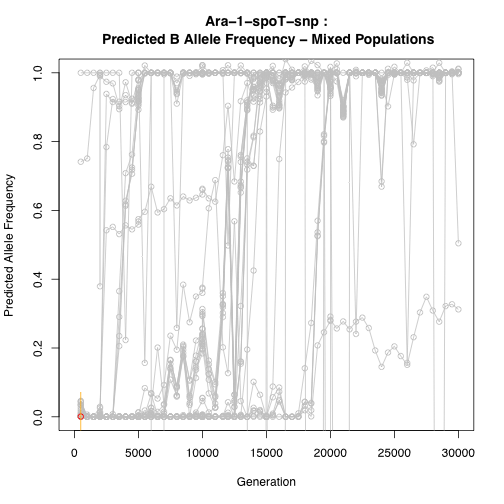 Ara−1−spoT−snp :
Predicted B Allele Frequency − Mixed Populations
Predicted Allele Frequency
1.0
0.8
0.6
0.4
0.2
0.0
0 5000 10000 15000 20000 25000 30000
Generation